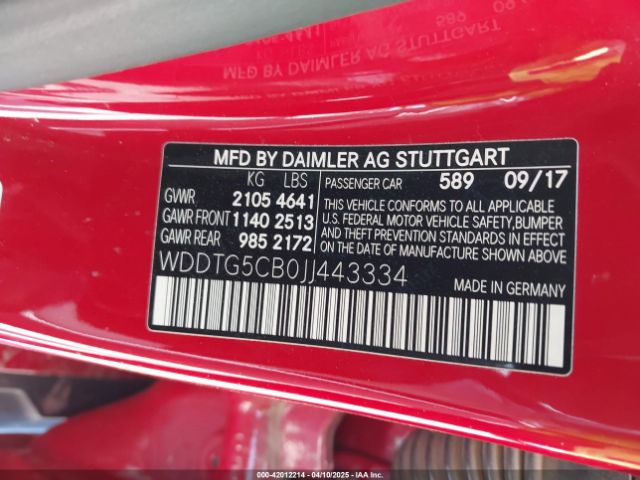 MFD BY DAIMLER AG STUTTGART
KG LBS
GVWR 2105 4641
GAWR FRONT 1140 2513
GAWR REAR 985 2172
PASSENGER CAR 589 09/17
THIS VEHICLE CONFORMS TO ALL APPLICABLE
U.S. FEDERAL MOTOR VEHICLE SAFETY,BUMPER,
AND THEFT PREVENTION STANDARDS IN EFFECT
ON THE DATE OF MANUFACTURE SHOWN ABOVE.
WDDTG5CB0JJ443334
MADE IN GERMANY
000-42012214 - 04/10/2025 - IAAI.COM